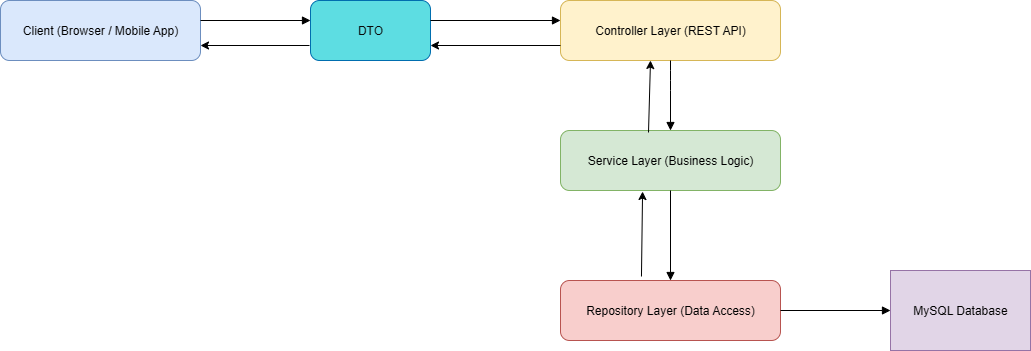 Client (Browser / Mobile App)
DTO
Controller Layer (REST API)
Service Layer (Business Logic)
Repository Layer (Data Access)
MySQL Database